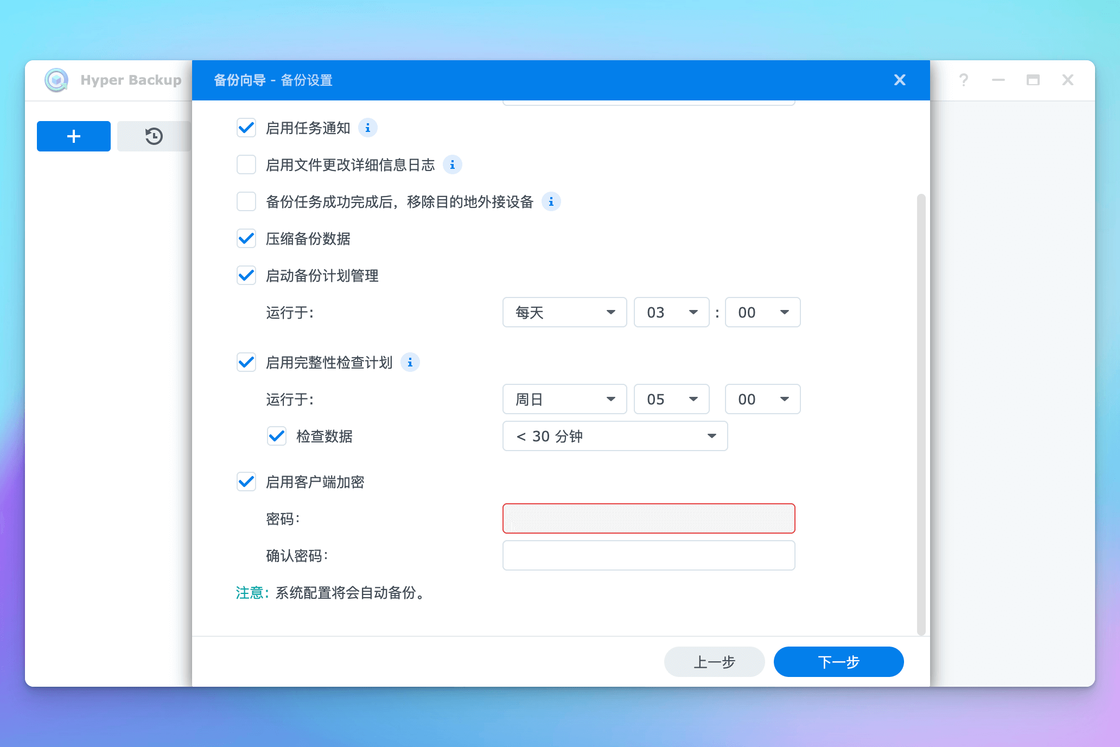 Hyper Backup
备份向导 - 备份设置
启用任务通知
启用文件更改详细信息日志
备份任务成功完成后，移除目的地外接设备
压缩备份数据
启动备份计划管理
运行于： 每天 03 : 00
启用完整性检查计划
运行于： 周日 05 00
检查数据 < 30 分钟
启用客户端加密
密码：
确认密码：
注意：系统配置将会自动备份。
上一步 下一步